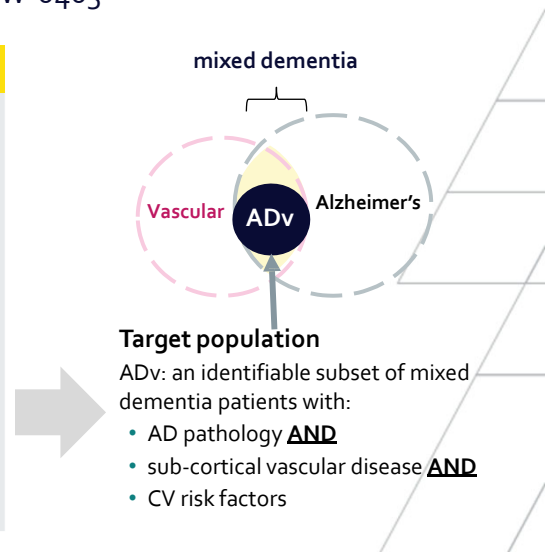 mixed dementia
Vascular
ADv
Alzheimer's
Target population
ADv: an identifiable subset of mixed
dementia patients with:
• AD pathology AND
• sub-cortical vascular disease AND
• CV risk factors